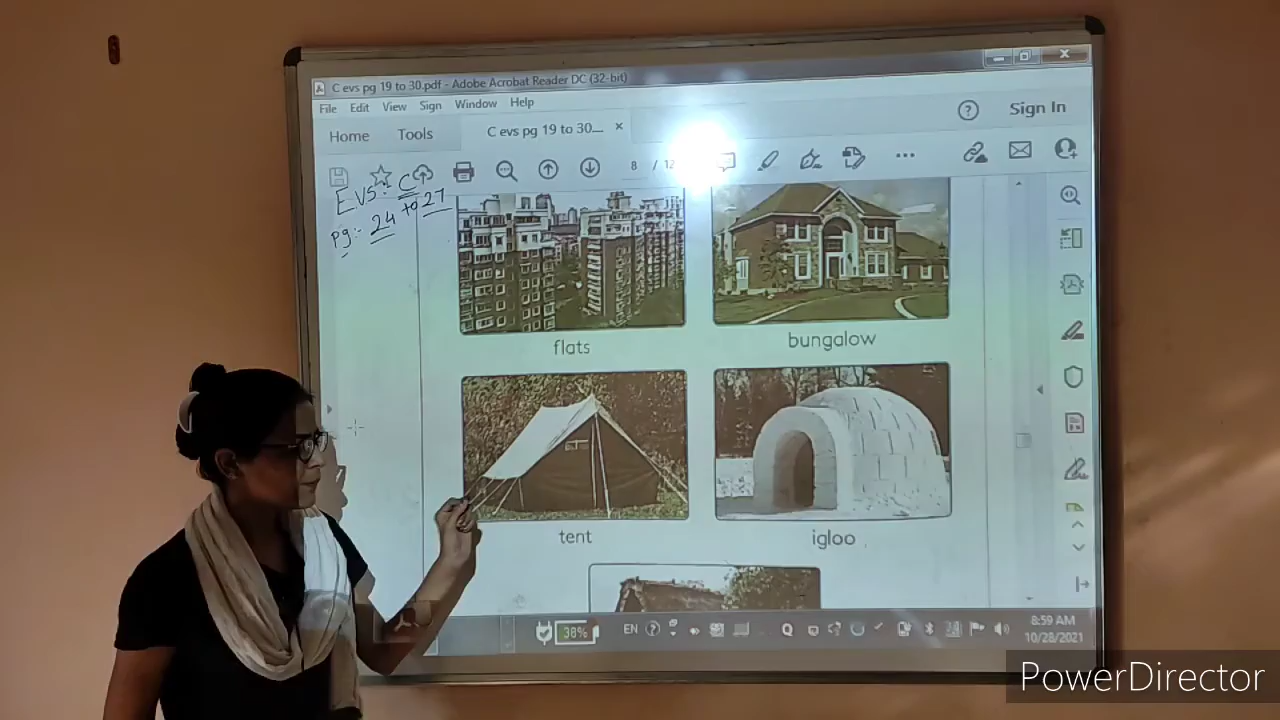 C evs pg 19 to 30.pdf - Adobe Acrobat Reader DC (32-bit)
File Edit View Sign Window Help
Home Tools C evs pg 19 to 30... × Sign In
8 / 12
Evs: C
pg:- 24 to 27
flats bungalow
tent igloo
38% EN 8:59 AM
10/28/2021
PowerDirector